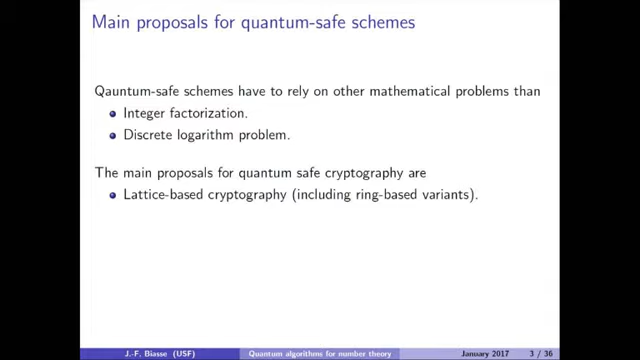 Main proposals for quantum-safe schemes
Qauntum-safe schemes have to rely on other mathematical problems than
Integer factorization.
Discrete logarithm problem.
The main proposals for quantum safe cryptography are
Lattice-based cryptography (including ring-based variants).
J.-F. Biasse (USF) Quantum algorithms for number theory January 2017 3 / 36